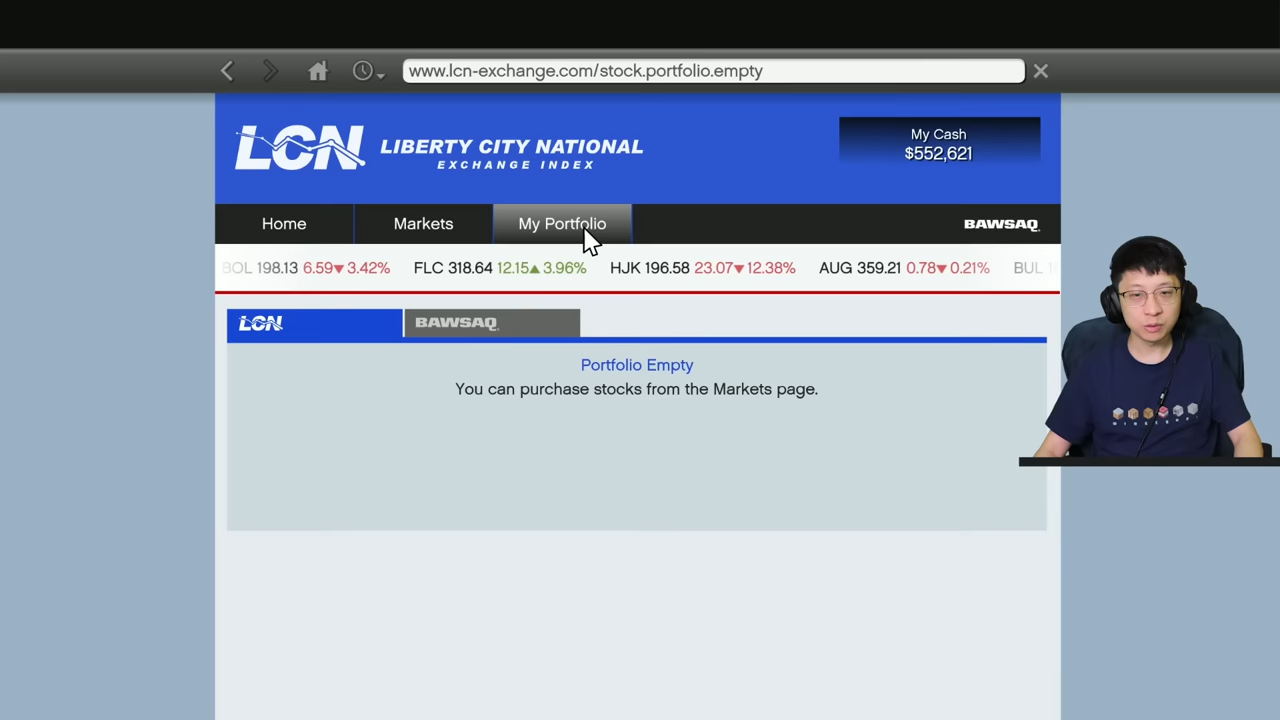 www.lcn-exchange.com/stock.portfolio.empty
LCN LIBERTY CITY NATIONAL
EXCHANGE INDEX
My Cash
$552,621
Home Markets My Portfolio BAWSAQ
BOL 198.13 6.59▼3.42% FLC 318.64 12.15▲3.96% HJK 196.58 23.07▼12.38% AUG 359.21 0.78▼0.21% BUL
LCN BAWSAQ
Portfolio Empty
You can purchase stocks from the Markets page.